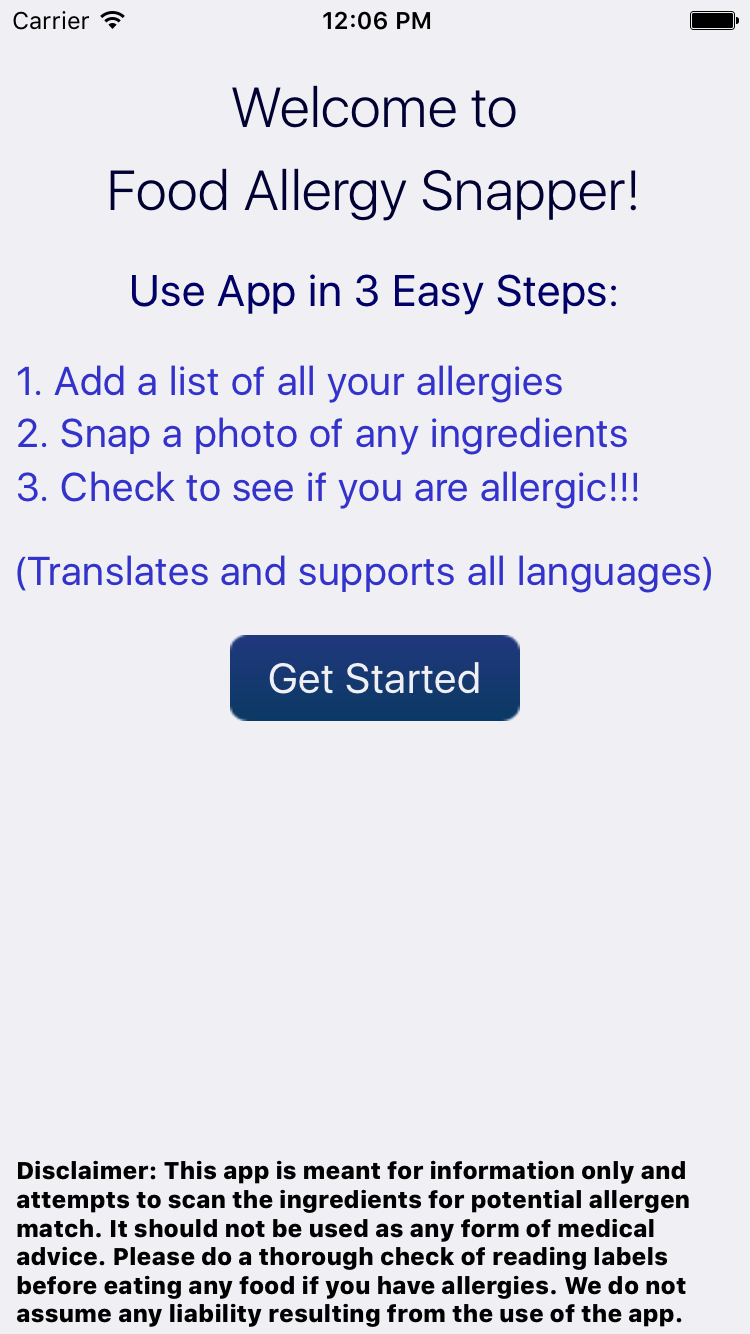 Carrier 12:06 PM
Welcome to
Food Allergy Snapper!
Use App in 3 Easy Steps:
1. Add a list of all your allergies
2. Snap a photo of any ingredients
3. Check to see if you are allergic!!!
(Translates and supports all languages)
Get Started
Disclaimer: This app is meant for information only and
attempts to scan the ingredients for potential allergen
match. It should not be used as any form of medical
advice. Please do a thorough check of reading labels
before eating any food if you have allergies. We do not
assume any liability resulting from the use of the app.